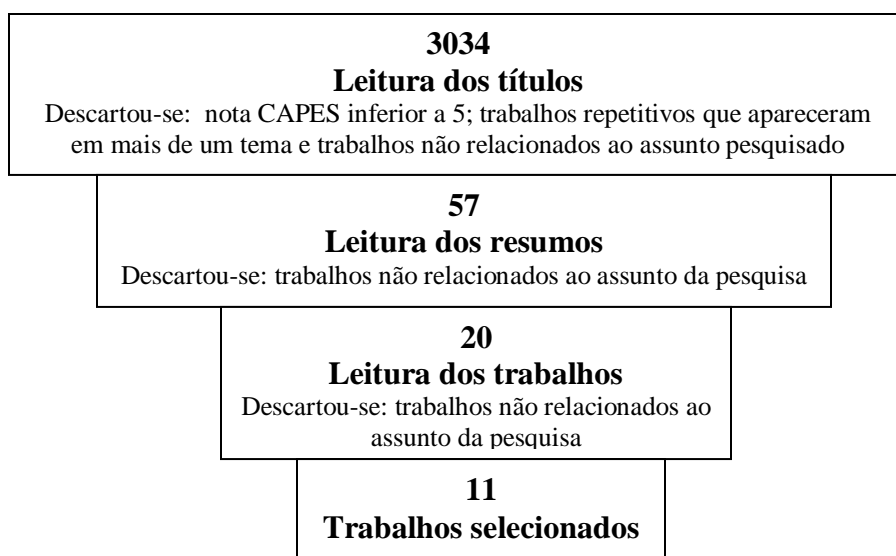 3034
Leitura dos títulos
Descartou-se: nota CAPES inferior a 5; trabalhos repetitivos que apareceram
em mais de um tema e trabalhos não relacionados ao assunto pesquisado
57
Leitura dos resumos
Descartou-se: trabalhos não relacionados ao assunto da pesquisa
20
Leitura dos trabalhos
Descartou-se: trabalhos não relacionados ao
assunto da pesquisa
11
Trabalhos selecionados